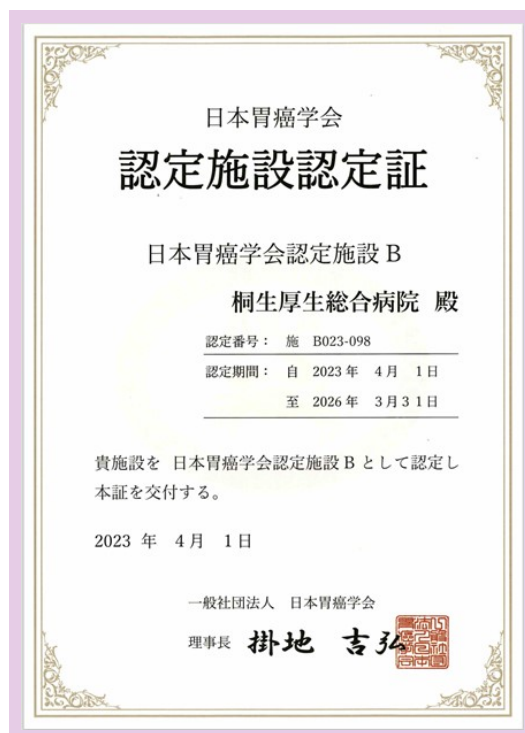 日本胃癌学会
認定施設認定証
日本胃癌学会認定施設 B
桐生厚生総合病院 殿
認定番号： 施 B023-098
認定期間： 自 2023 年 4 月 1 日
至 2026 年 3 月 3 1 日
貴施設を 日本胃癌学会認定施設 B として認定し
本証を交付する。
2023 年 4 月 1 日
一般社団法人 日本胃癌学会
理事長 掛地 吉弘